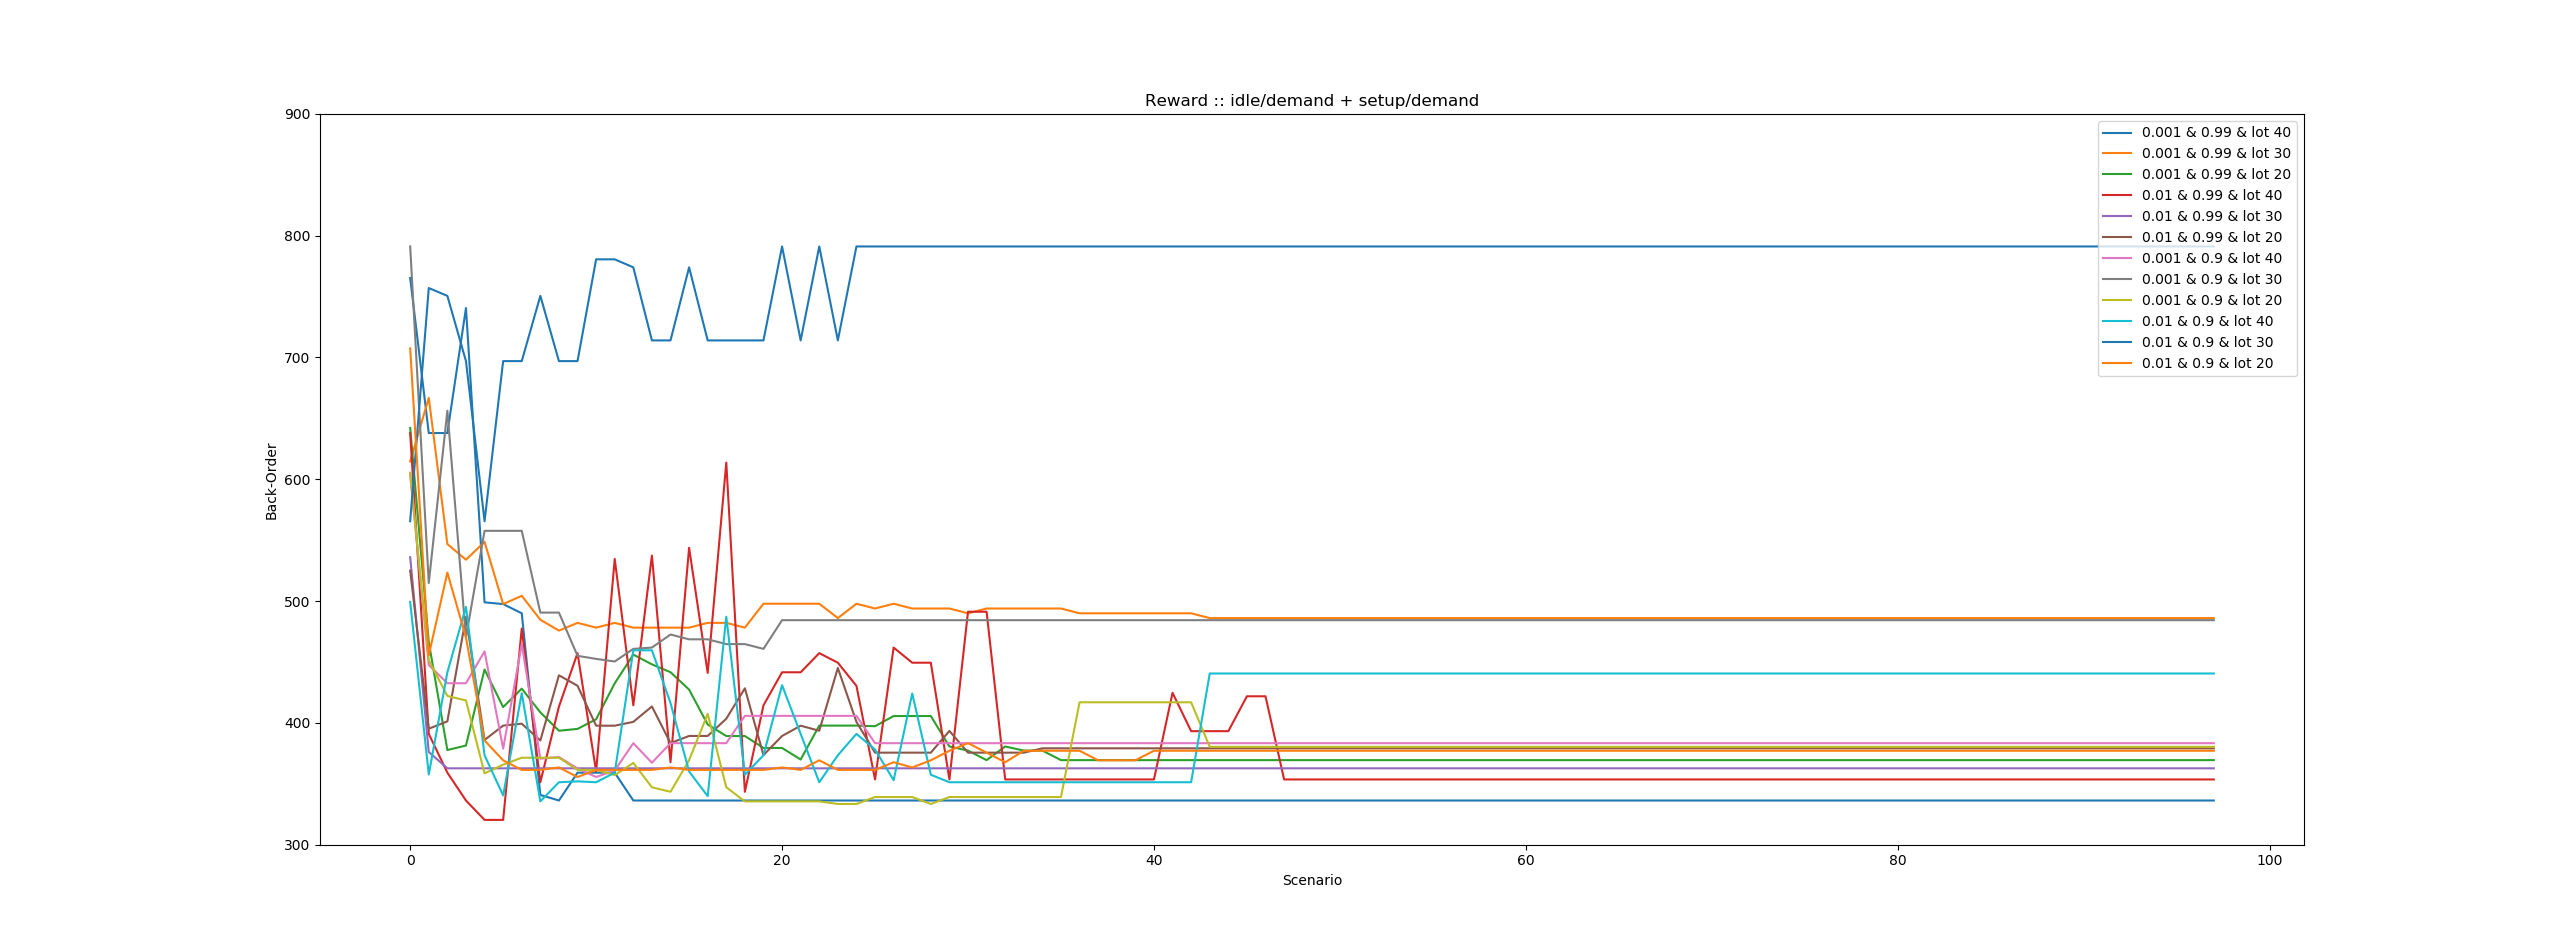 Reward :: idle/demand + setup/demand
900
800
700
600
500
400
300
Back-Order
0.001 & 0.99 & lot 40
0.001 & 0.99 & lot 30
0.001 & 0.99 & lot 20
0.01 & 0.99 & lot 40
0.01 & 0.99 & lot 30
0.01 & 0.99 & lot 20
0.001 & 0.9 & lot 40
0.001 & 0.9 & lot 30
0.001 & 0.9 & lot 20
0.01 & 0.9 & lot 40
0.01 & 0.9 & lot 30
0.01 & 0.9 & lot 20
0 20 40 60 80 100
Scenario